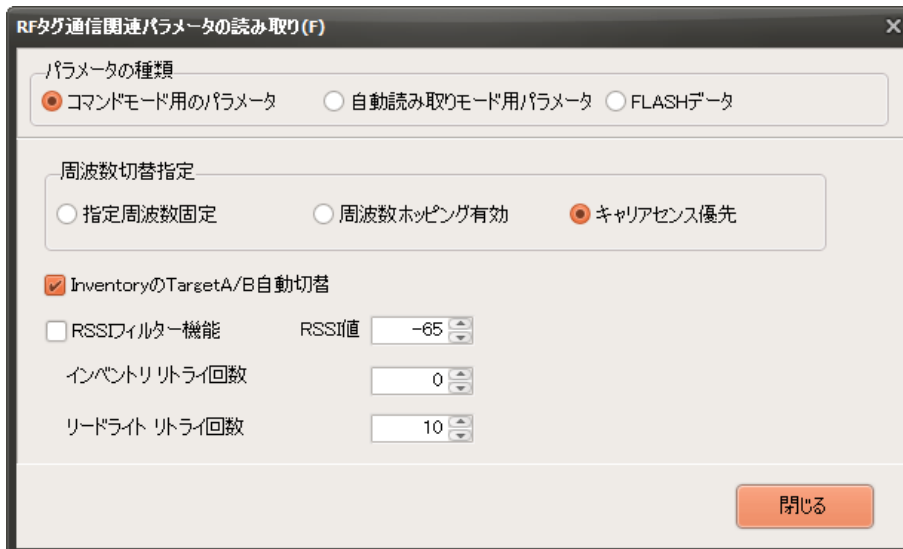 RFタグ通信関連パラメータの読み取り(F)
パラメータの種類
コマンドモード用のパラメータ 自動読み取りモード用パラメータ FLASHデータ
周波数切替指定
指定周波数固定 周波数ホッピング有効 キャリアセンス優先
InventoryのTargetA/B自動切替
RSSIフィルター機能 RSSI値 -65
インベントリ リトライ回数 0
リードライト リトライ回数 10
閉じる